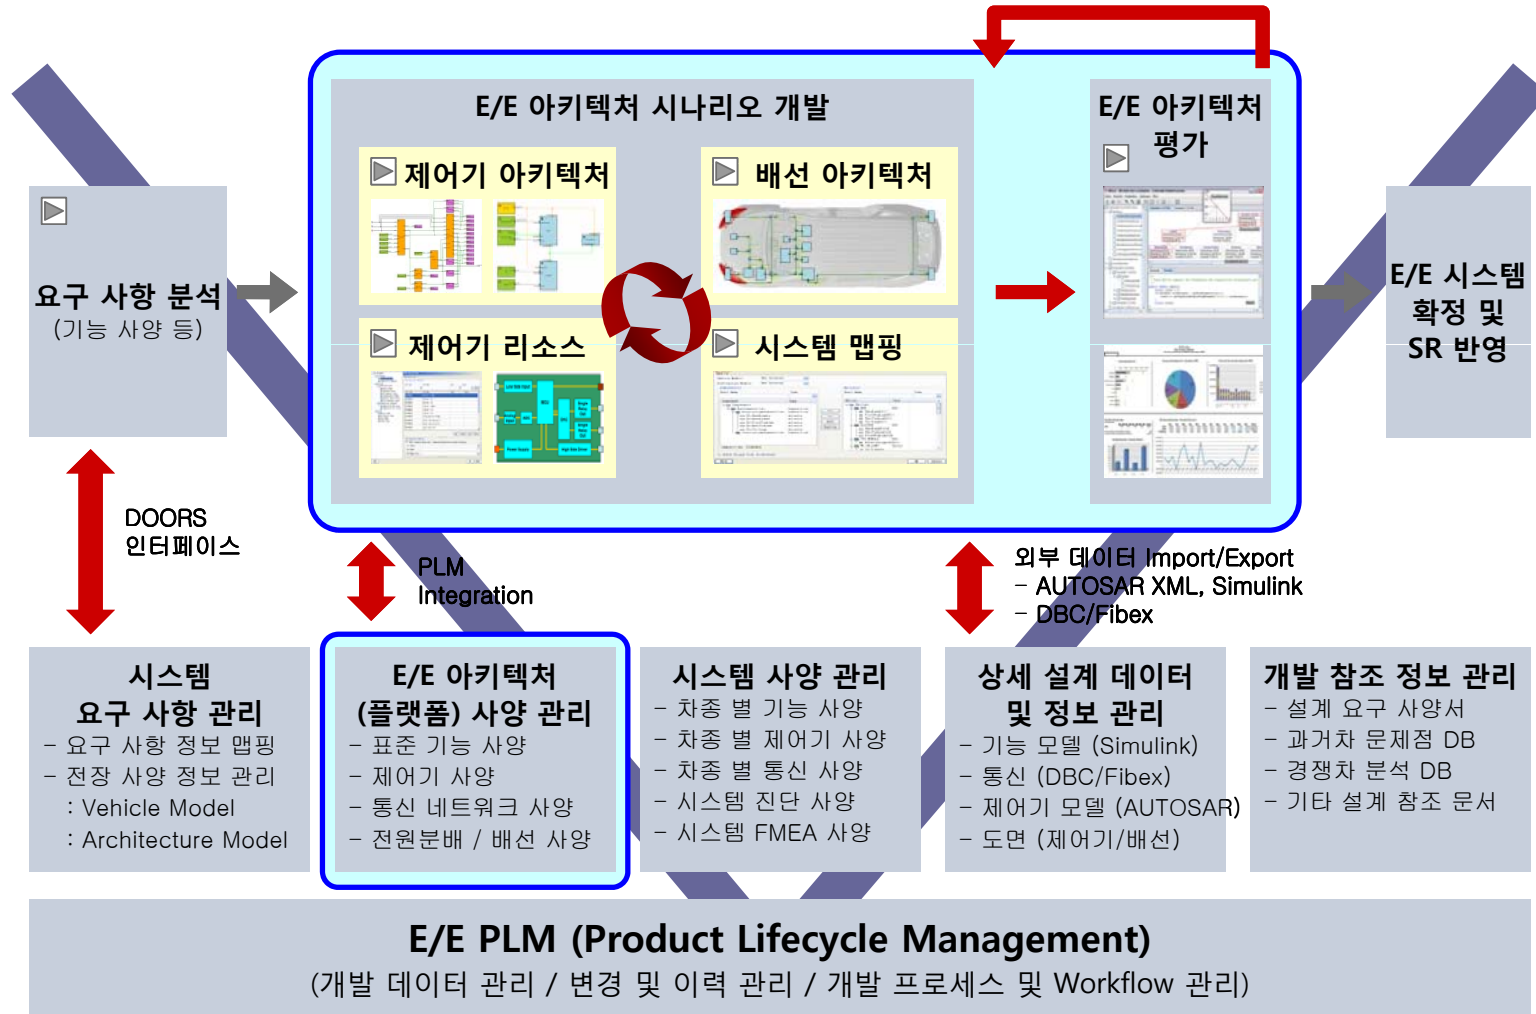 E/E 아키텍처 시나리오 개발
E/E 아키텍처
평가
제어기 아키텍처
배선 아키텍처
요구 사항 분석
(기능 사양 등)
제어기 리소스
시스템 맵핑
E/E 시스템
확정 및
SR 반영
DOORS
인터페이스
PLM
Integration
외부 데이터 Import/Export
- AUTOSAR XML, Simulink
- DBC/Fibex
시스템
요구 사항 관리
- 요구 사항 정보 맵핑
- 전장 사양 정보 관리
: Vehicle Model
: Architecture Model
E/E 아키텍처
(플랫폼) 사양 관리
- 표준 기능 사양
- 제어기 사양
- 통신 네트워크 사양
- 전원분배 / 배선 사양
시스템 사양 관리
- 차종 별 기능 사양
- 차종 별 제어기 사양
- 차종 별 통신 사양
- 시스템 진단 사양
- 시스템 FMEA 사양
상세 설계 데이터
및 정보 관리
- 기능 모델 (Simulink)
- 통신 (DBC/Fibex)
- 제어기 모델 (AUTOSAR)
- 도면 (제어기/배선)
개발 참조 정보 관리
- 설계 요구 사양서
- 과거차 문제점 DB
- 경쟁차 분석 DB
- 기타 설계 참조 문서
E/E PLM (Product Lifecycle Management)
(개발 데이터 관리 / 변경 및 이력 관리 / 개발 프로세스 및 Workflow 관리)